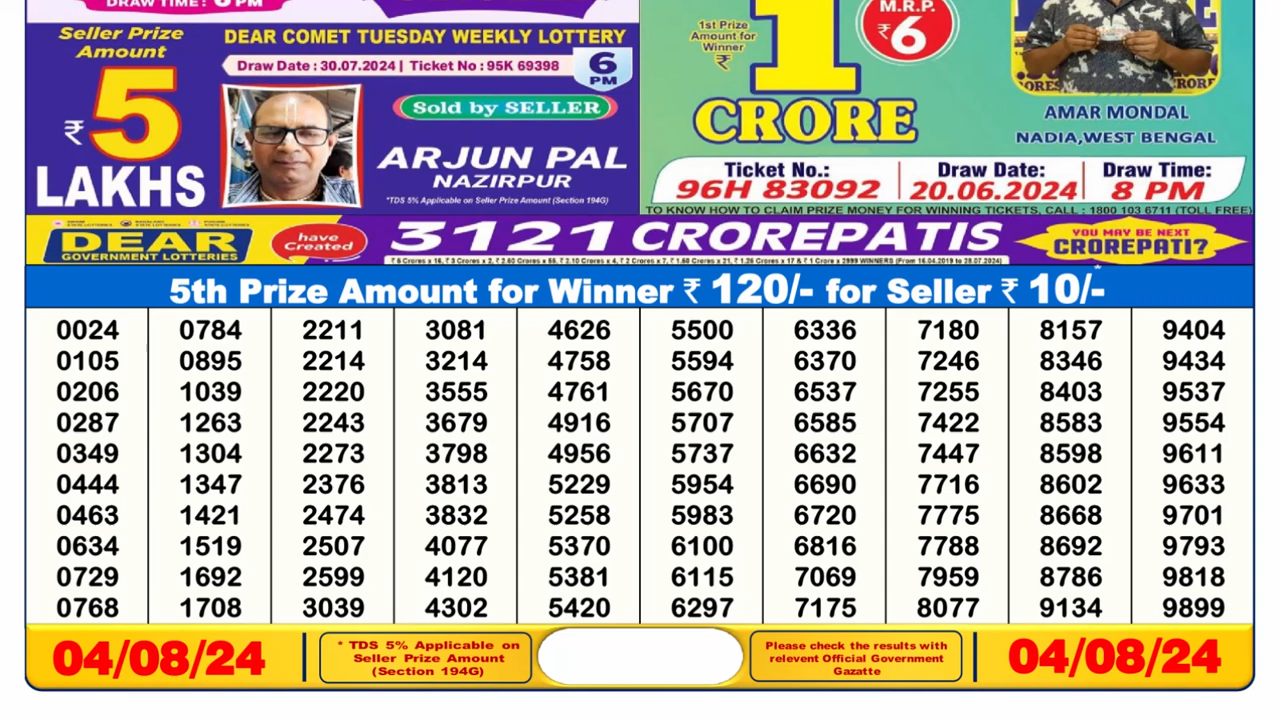 DRAW TIME: 6 PM
Seller Prize
Amount
₹5
LAKHS
DEAR COMET TUESDAY WEEKLY LOTTERY
Draw Date : 30.07.2024 | Ticket No : 95K 69398
6
PM
Sold by SELLER
ARJUN PAL
NAZIRPUR
*TDS 5% Applicable on Seller Prize Amount (Section 194G)
1st Prize
Amount for
Winner
₹
1
CRORE
M.R.P.
₹6
AMAR MONDAL
NADIA,WEST BENGAL
Ticket No.: Draw Date: Draw Time:
96H 83092 20.06.2024 8 PM
TO KNOW HOW TO CLAIM PRIZE MONEY FOR WINNING TICKETS, CALL : 1800 103 6711 (TOLL FREE)
DEAR
GOVERNMENT LOTTERIES
have
Created
3121 CROREPATIS
YOU MAY BE NEXT
CROREPATI?
5th Prize Amount for Winner ₹ 120/- for Seller ₹ 10/-*
0024 0784 2211 3081 4626 5500 6336 7180 8157 9404
0105 0895 2214 3214 4758 5594 6370 7246 8346 9434
0206 1039 2220 3555 4761 5670 6537 7255 8403 9537
0287 1263 2243 3679 4916 5707 6585 7422 8583 9554
0349 1304 2273 3798 4956 5737 6632 7447 8598 9611
0444 1347 2376 3813 5229 5954 6690 7716 8602 9633
0463 1421 2474 3832 5258 5983 6720 7775 8668 9701
0634 1519 2507 4077 5370 6100 6816 7788 8692 9793
0729 1692 2599 4120 5381 6115 7069 7959 8786 9818
0768 1708 3039 4302 5420 6297 7175 8077 9134 9899
04/08/24
* TDS 5% Applicable on
Seller Prize Amount
(Section 194G)
Please check the results with
relevent Official Government
Gazatte
04/08/24